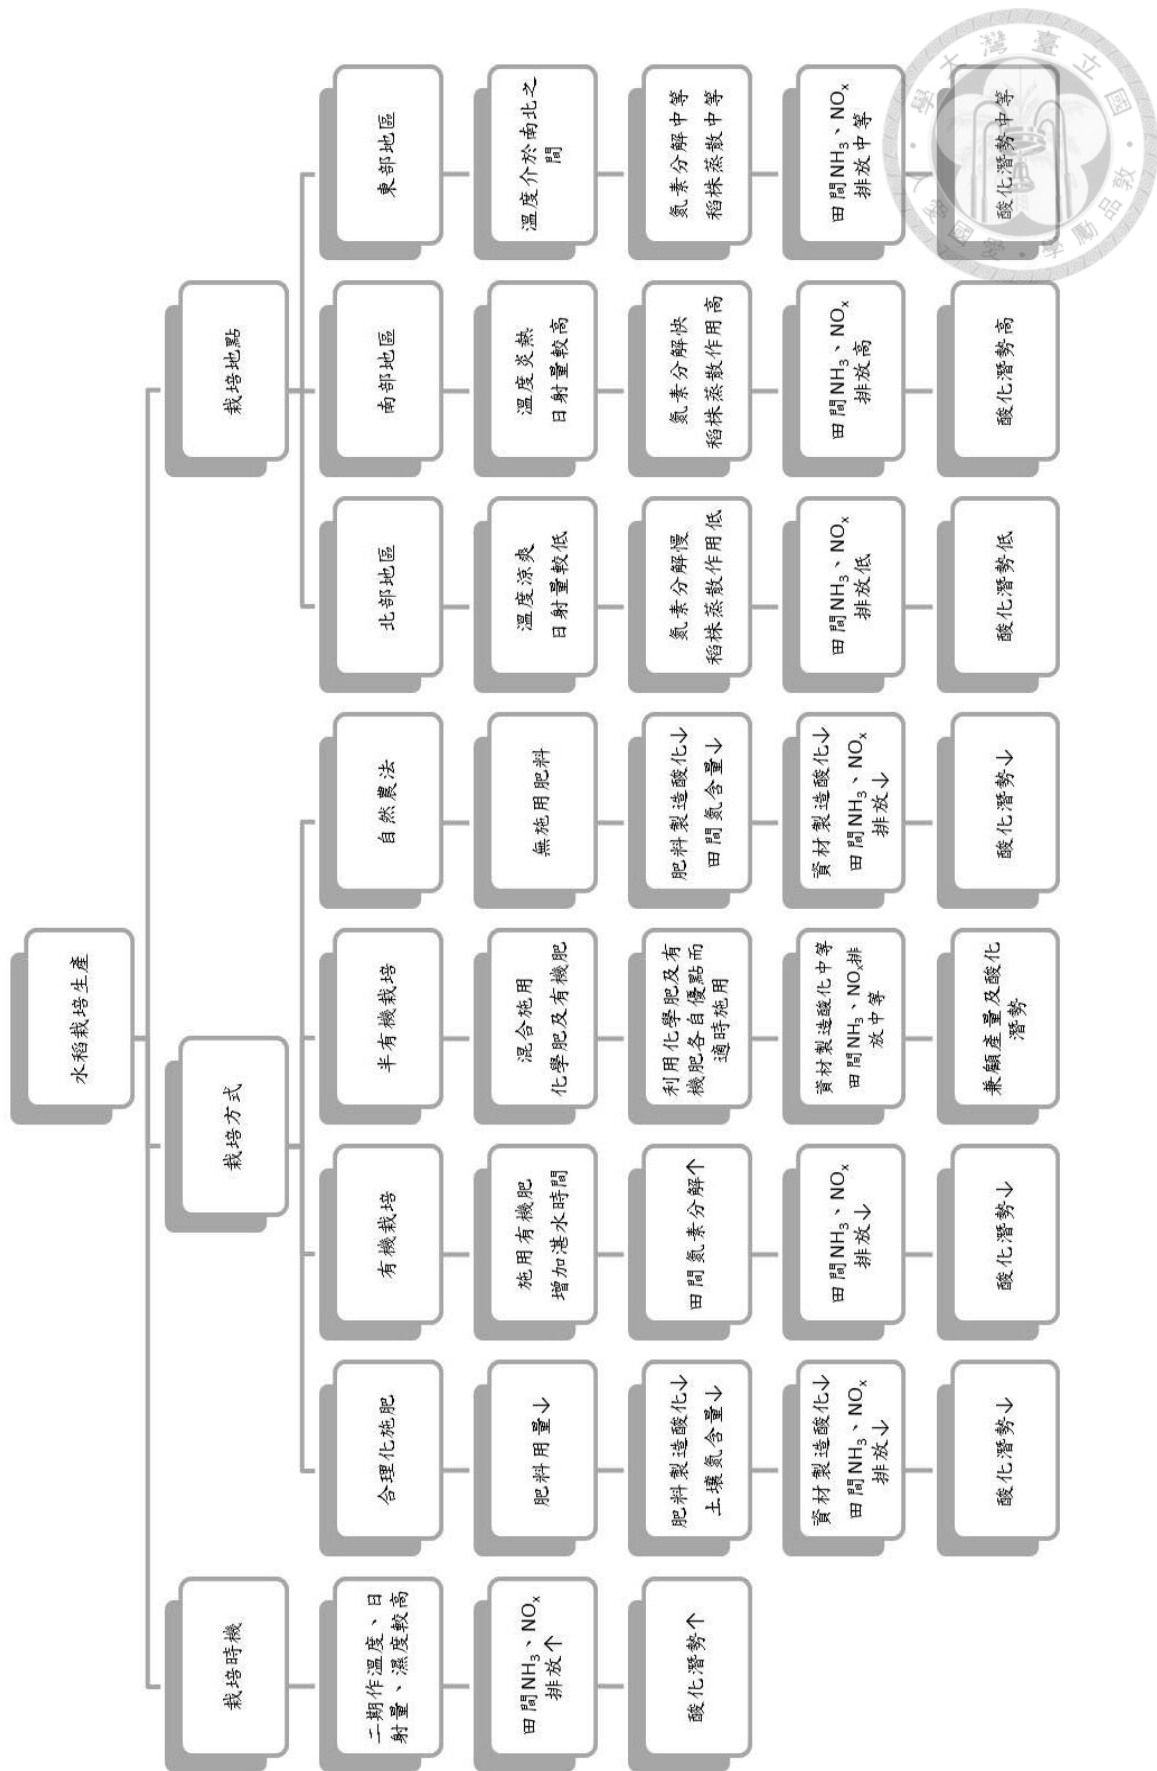 水稻栽培生產
栽培時機
二期作溫度、日
射量、濕度較高
田間NH₃、NOₓ
排放↑
酸化潛勢↑
栽培方式
合理化施肥
肥料用量↓
肥料製造酸化↓
土壤氮含量↓
資材製造酸化↓
田間NH₃、NOₓ
排放↓
酸化潛勢↓
有機栽培
施用有機肥
增加湛水時間
田間氮素分解↑
田間NH₃、NOₓ
排放↓
酸化潛勢↓
半有機栽培
混合施用
化學肥及有機肥
利用化學肥及有
機肥各自優點而
適時施用
資材製造酸化中等
田間NH₃、NOₓ排
放中等
兼顧產量及酸化
潛勢
自然農法
無施用肥料
肥料製造酸化↓
田間氮含量↓
資材製造酸化↓
田間NH₃、NOₓ
排放↓
酸化潛勢↓
栽培地點
北部地區
溫度涼爽
日射量較低
氮素分解慢
稻株蒸散作用低
田間NH₃、NOₓ
排放低
酸化潛勢低
南部地區
溫度炎熱
日射量較高
氮素分解快
稻株蒸散作用高
田間NH₃、NOₓ
排放高
酸化潛勢高
東部地區
溫度介於南北之
間
氮素分解中等
稻株蒸散中等
田間NH₃、NOₓ
排放中等
酸化潛勢中等
國立臺灣大學
敦品勵學·愛國愛人